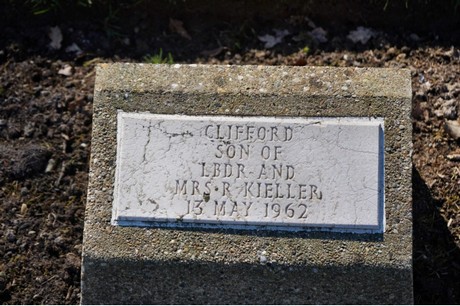 CLIFFORD
SON OF
LBDR AND
MRS·R·KIELLER
13 MAY 1962